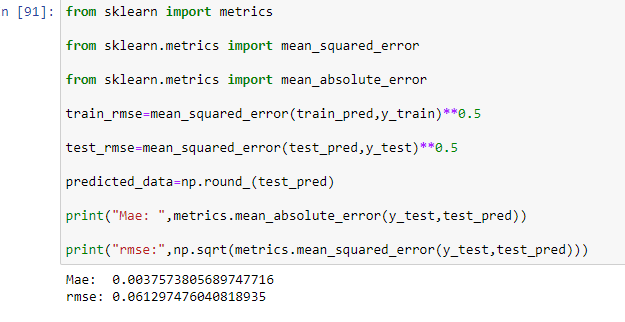 n [91]:
from sklearn import metrics
from sklearn.metrics import mean_squared_error
from sklearn.metrics import mean_absolute_error
train_rmse=mean_squared_error(train_pred,y_train)**0.5
test_rmse=mean_squared_error(test_pred,y_test)**0.5
predicted_data=np.round_(test_pred)
print("Mae: ",metrics.mean_absolute_error(y_test,test_pred))
print("rmse:",np.sqrt(metrics.mean_squared_error(y_test,test_pred)))
Mae:  0.0037573805689747716
rmse: 0.061297476040818935